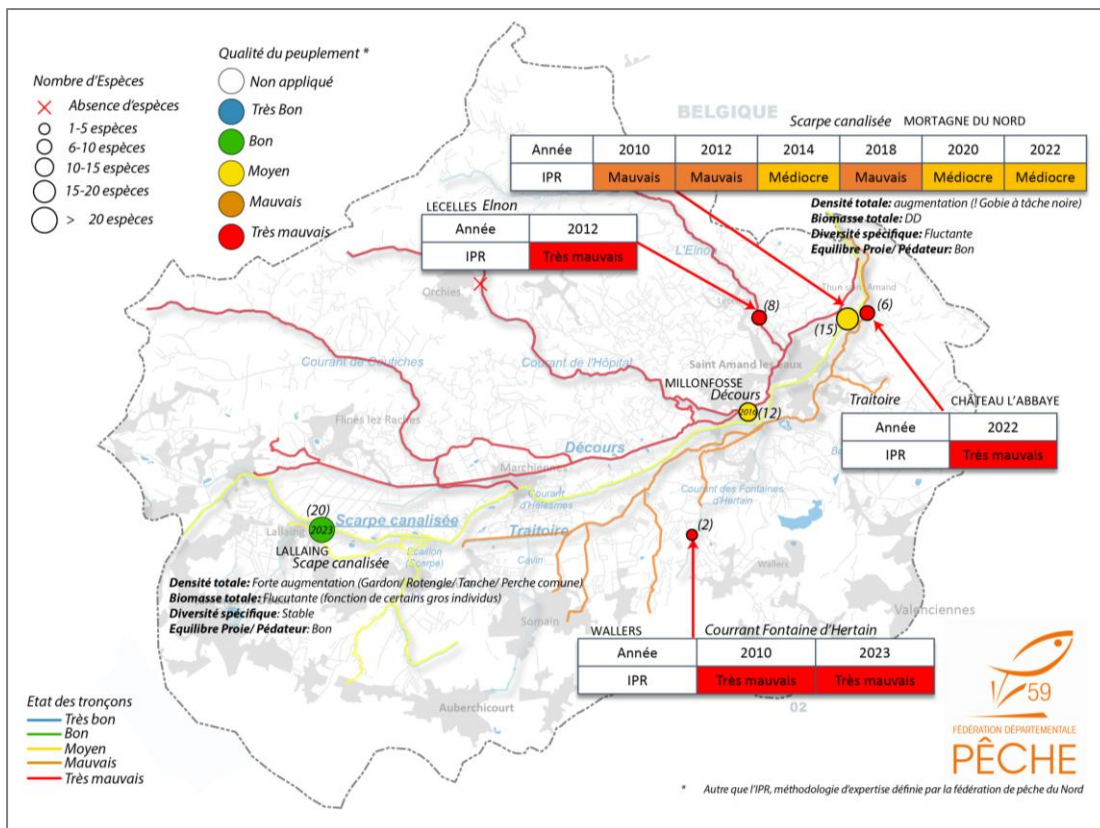 Nombre d'Espèces
Absence d'espèces
1-5 espèces
6-10 espèces
10-15 espèces
15-20 espèces
> 20 espèces
Qualité du peuplement *
Non appliqué
Très Bon
Bon
Moyen
Mauvais
Très mauvais
BELGIQUE
Scarpe canalisée MORTAGNE DU NORD
Année 2010 2012 2014 2018 2020 2022
IPR Mauvais Mauvais Médiocre Mauvais Médiocre Médiocre
Densité totale: augmentation (! Gobie à tâche noire)
Biomasse totale: DD
Diversité spécifique: Fluctante
Equilibre Proie/ Pédateur: Bon
LECELLES Elnon
Année 2012
IPR Très mauvais
L'Elnon
Orchies
Thun Saint Amand
(8)
(6)
(15)
Courant de Coutiches
Courant de l'Hôpital
Saint Amand les Eaux
MILLONFOSSE
Décours
2016 (12)
Traitoire
CHÂTEAU L'ABBAYE
Année 2022
IPR Très mauvais
Flines lez Raches
Décours
Marchiennes
Courant d'Hélesmes
Courant des Fontaines d'Hertain
(20)
Scarpe canalisée
Traitoire
(2)
Lallaing 2023
LALLAING
Scape canalisée
Ecaillon (Scarpe)
Cavin
Wallers
Densité totale: Forte augmentation (Gardon/ Rotengle/ Tanche/ Perche comune)
Biomasse totale: Flucutante (fonction de certains gros individus)
Diversité spécifique: Stable
Equilibre Proie/ Pédateur: Bon
Somain
Valenciennes
WALLERS Courrant Fontaine d'Hertain
Année 2010 2023
IPR Très mauvais Très mauvais
Auberchicourt
02
Etat des tronçons
Très bon
Bon
Moyen
Mauvais
Très mauvais
59
FÉDÉRATION DÉPARTEMENTALE
PÊCHE
* Autre que l'IPR, méthodologie d'expertise définie par la fédération de pêche du Nord